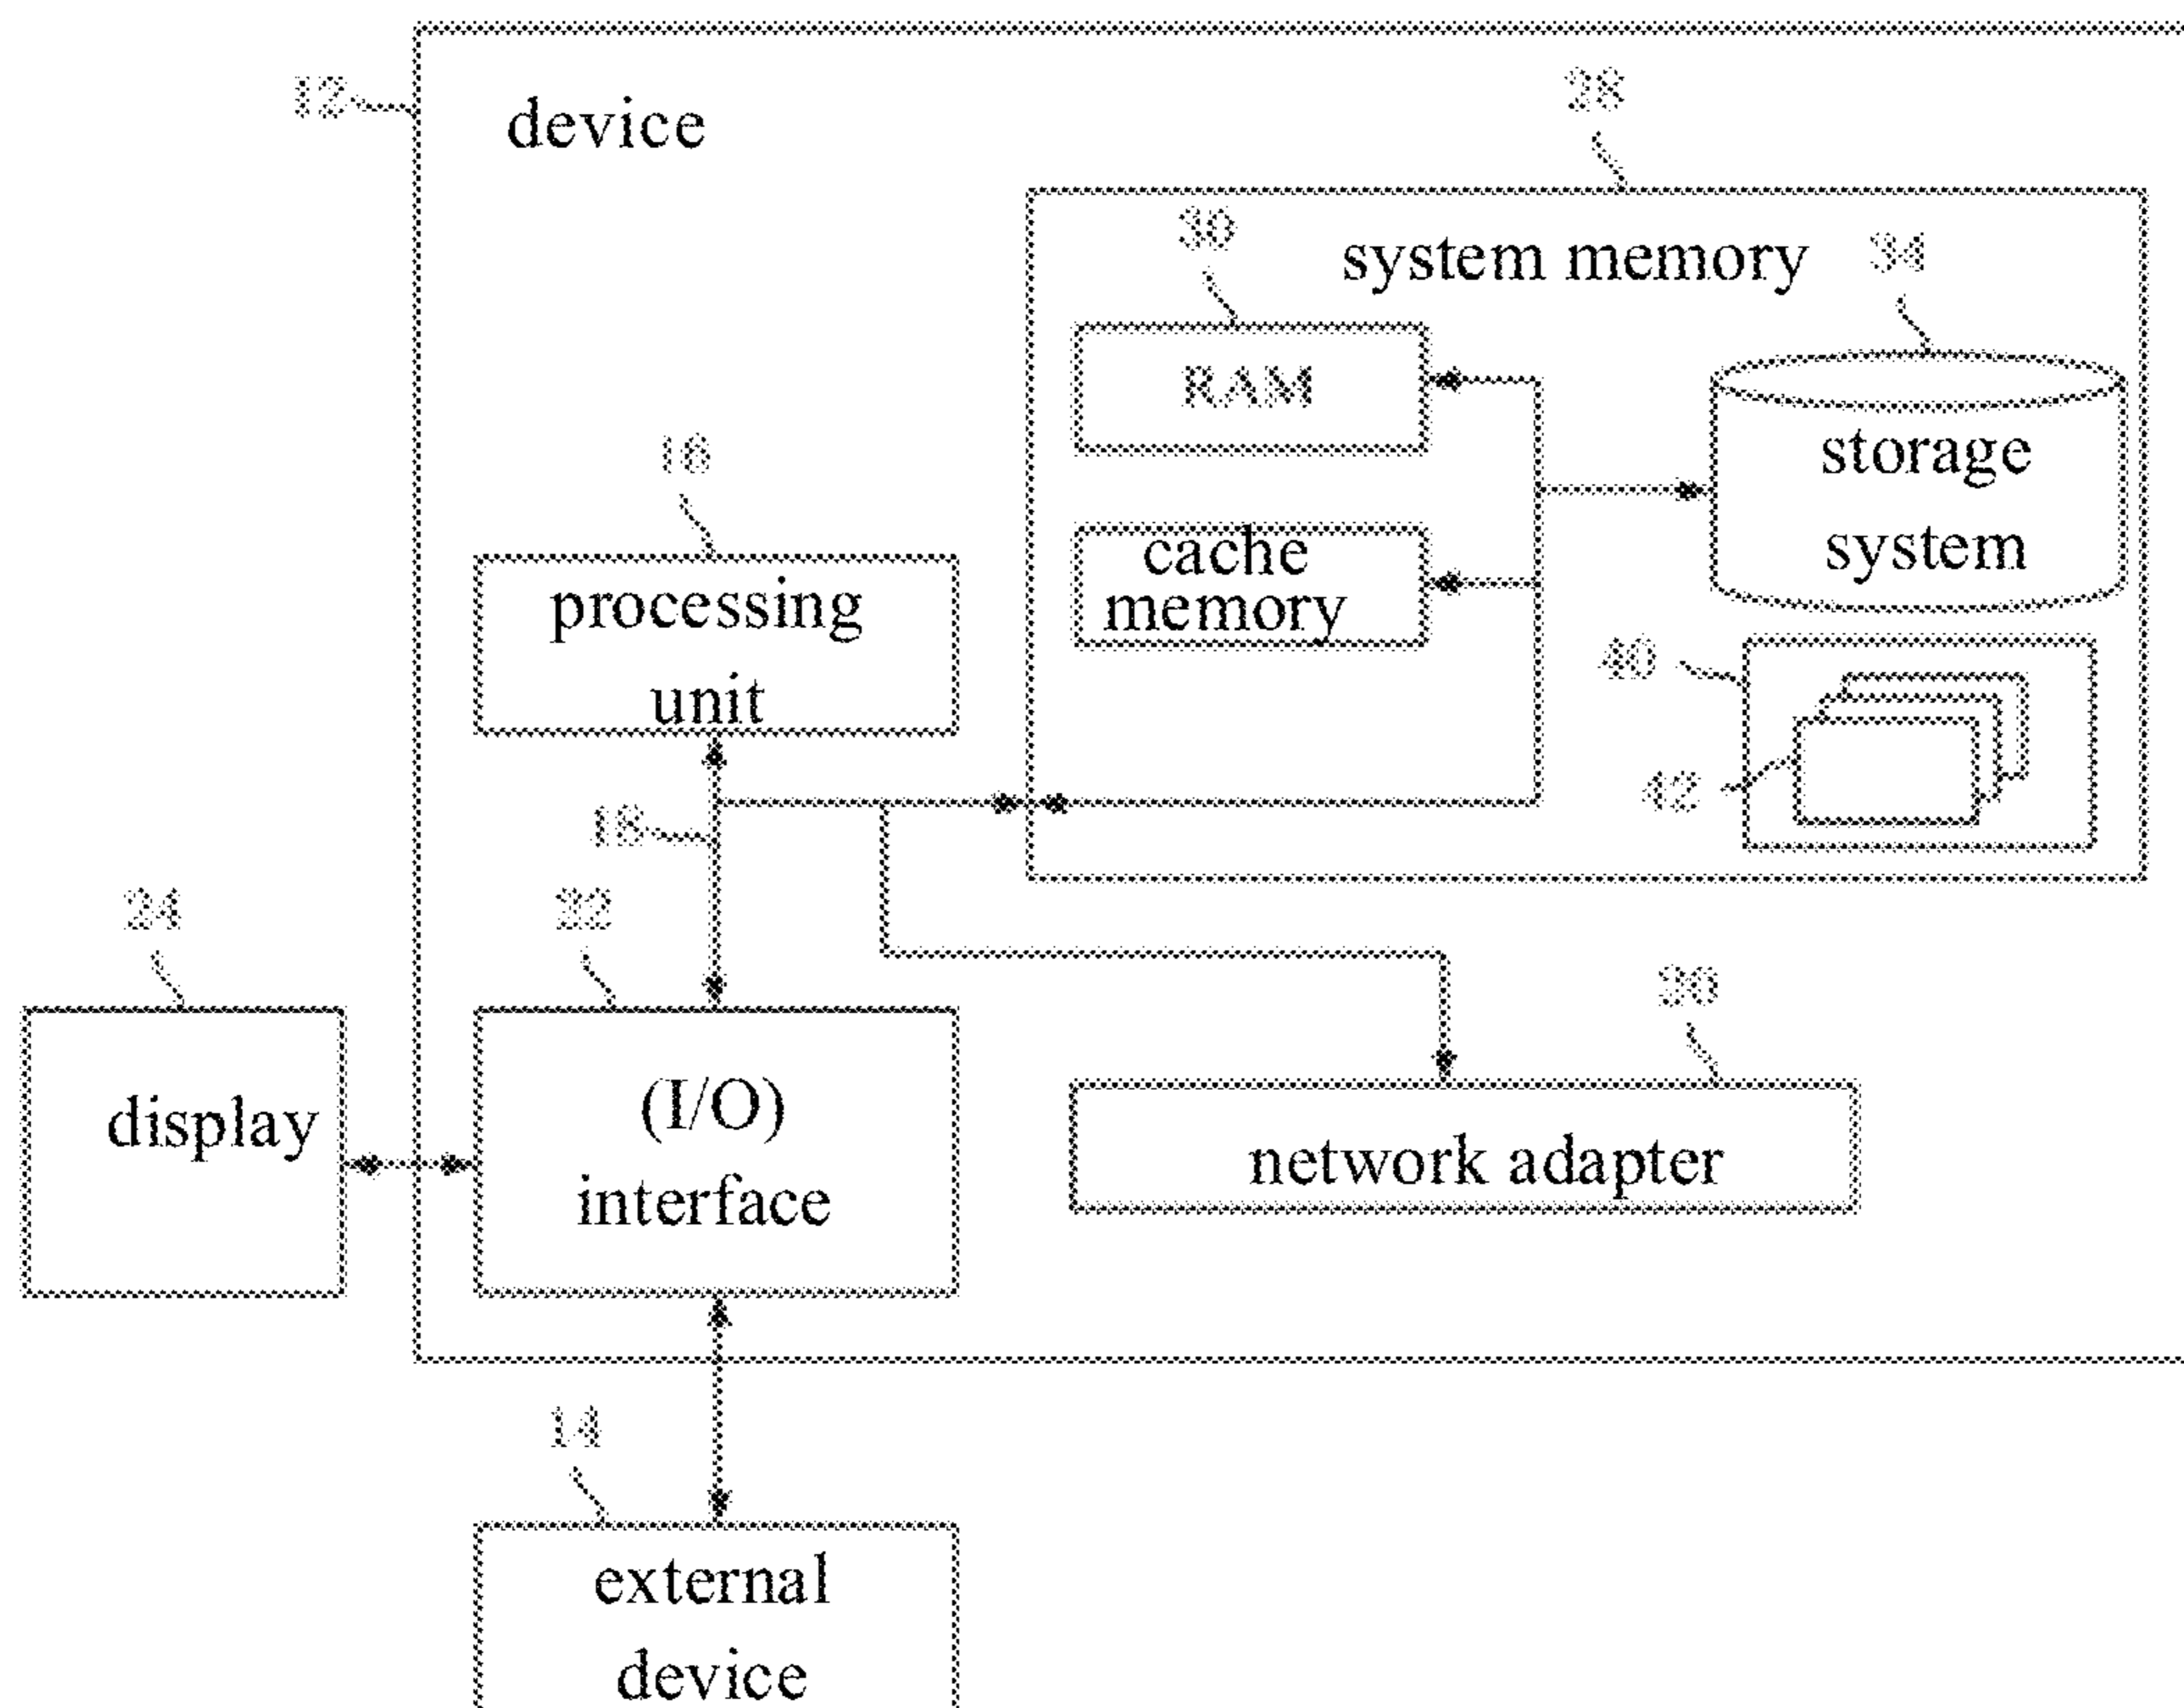 12
device
28
30
system memory
34
RAM
storage
system
16
cache
memory
processing
unit
40
42
18
24
22
display
(I/O)
interface
network adapter
14
external
device